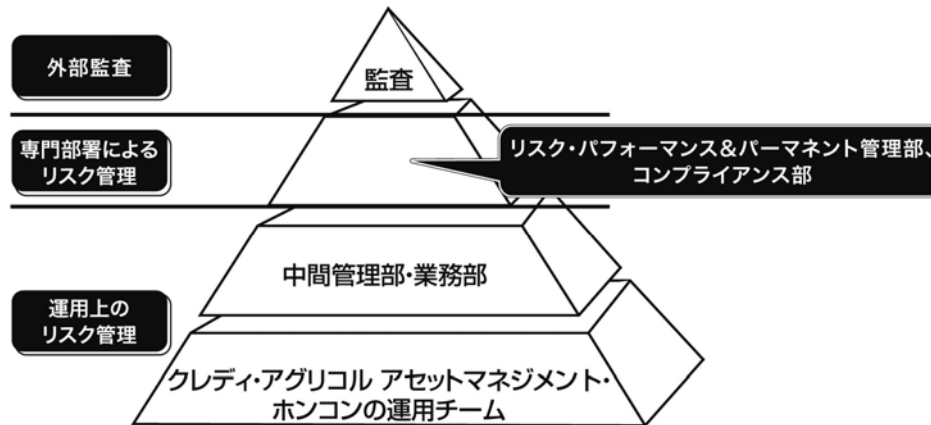 外部監査
監査
専門部署による
リスク管理
リスク・パフォーマンス&パーマネント管理部、
コンプライアンス部
中間管理部・業務部
運用上の
リスク管理
クレディ・アグリコル アセットマネジメント・
ホンコンの運用チーム